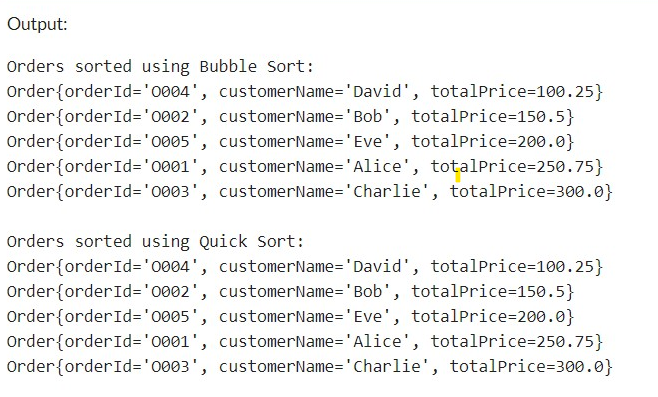 Output:
Orders sorted using Bubble Sort:
Order{orderId='O004', customerName='David', totalPrice=100.25}
Order{orderId='O002', customerName='Bob', totalPrice=150.5}
Order{orderId='O005', customerName='Eve', totalPrice=200.0}
Order{orderId='O001', customerName='Alice', totalPrice=250.75}
Order{orderId='O003', customerName='Charlie', totalPrice=300.0}
Orders sorted using Quick Sort:
Order{orderId='O004', customerName='David', totalPrice=100.25}
Order{orderId='O002', customerName='Bob', totalPrice=150.5}
Order{orderId='O005', customerName='Eve', totalPrice=200.0}
Order{orderId='O001', customerName='Alice', totalPrice=250.75}
Order{orderId='O003', customerName='Charlie', totalPrice=300.0}